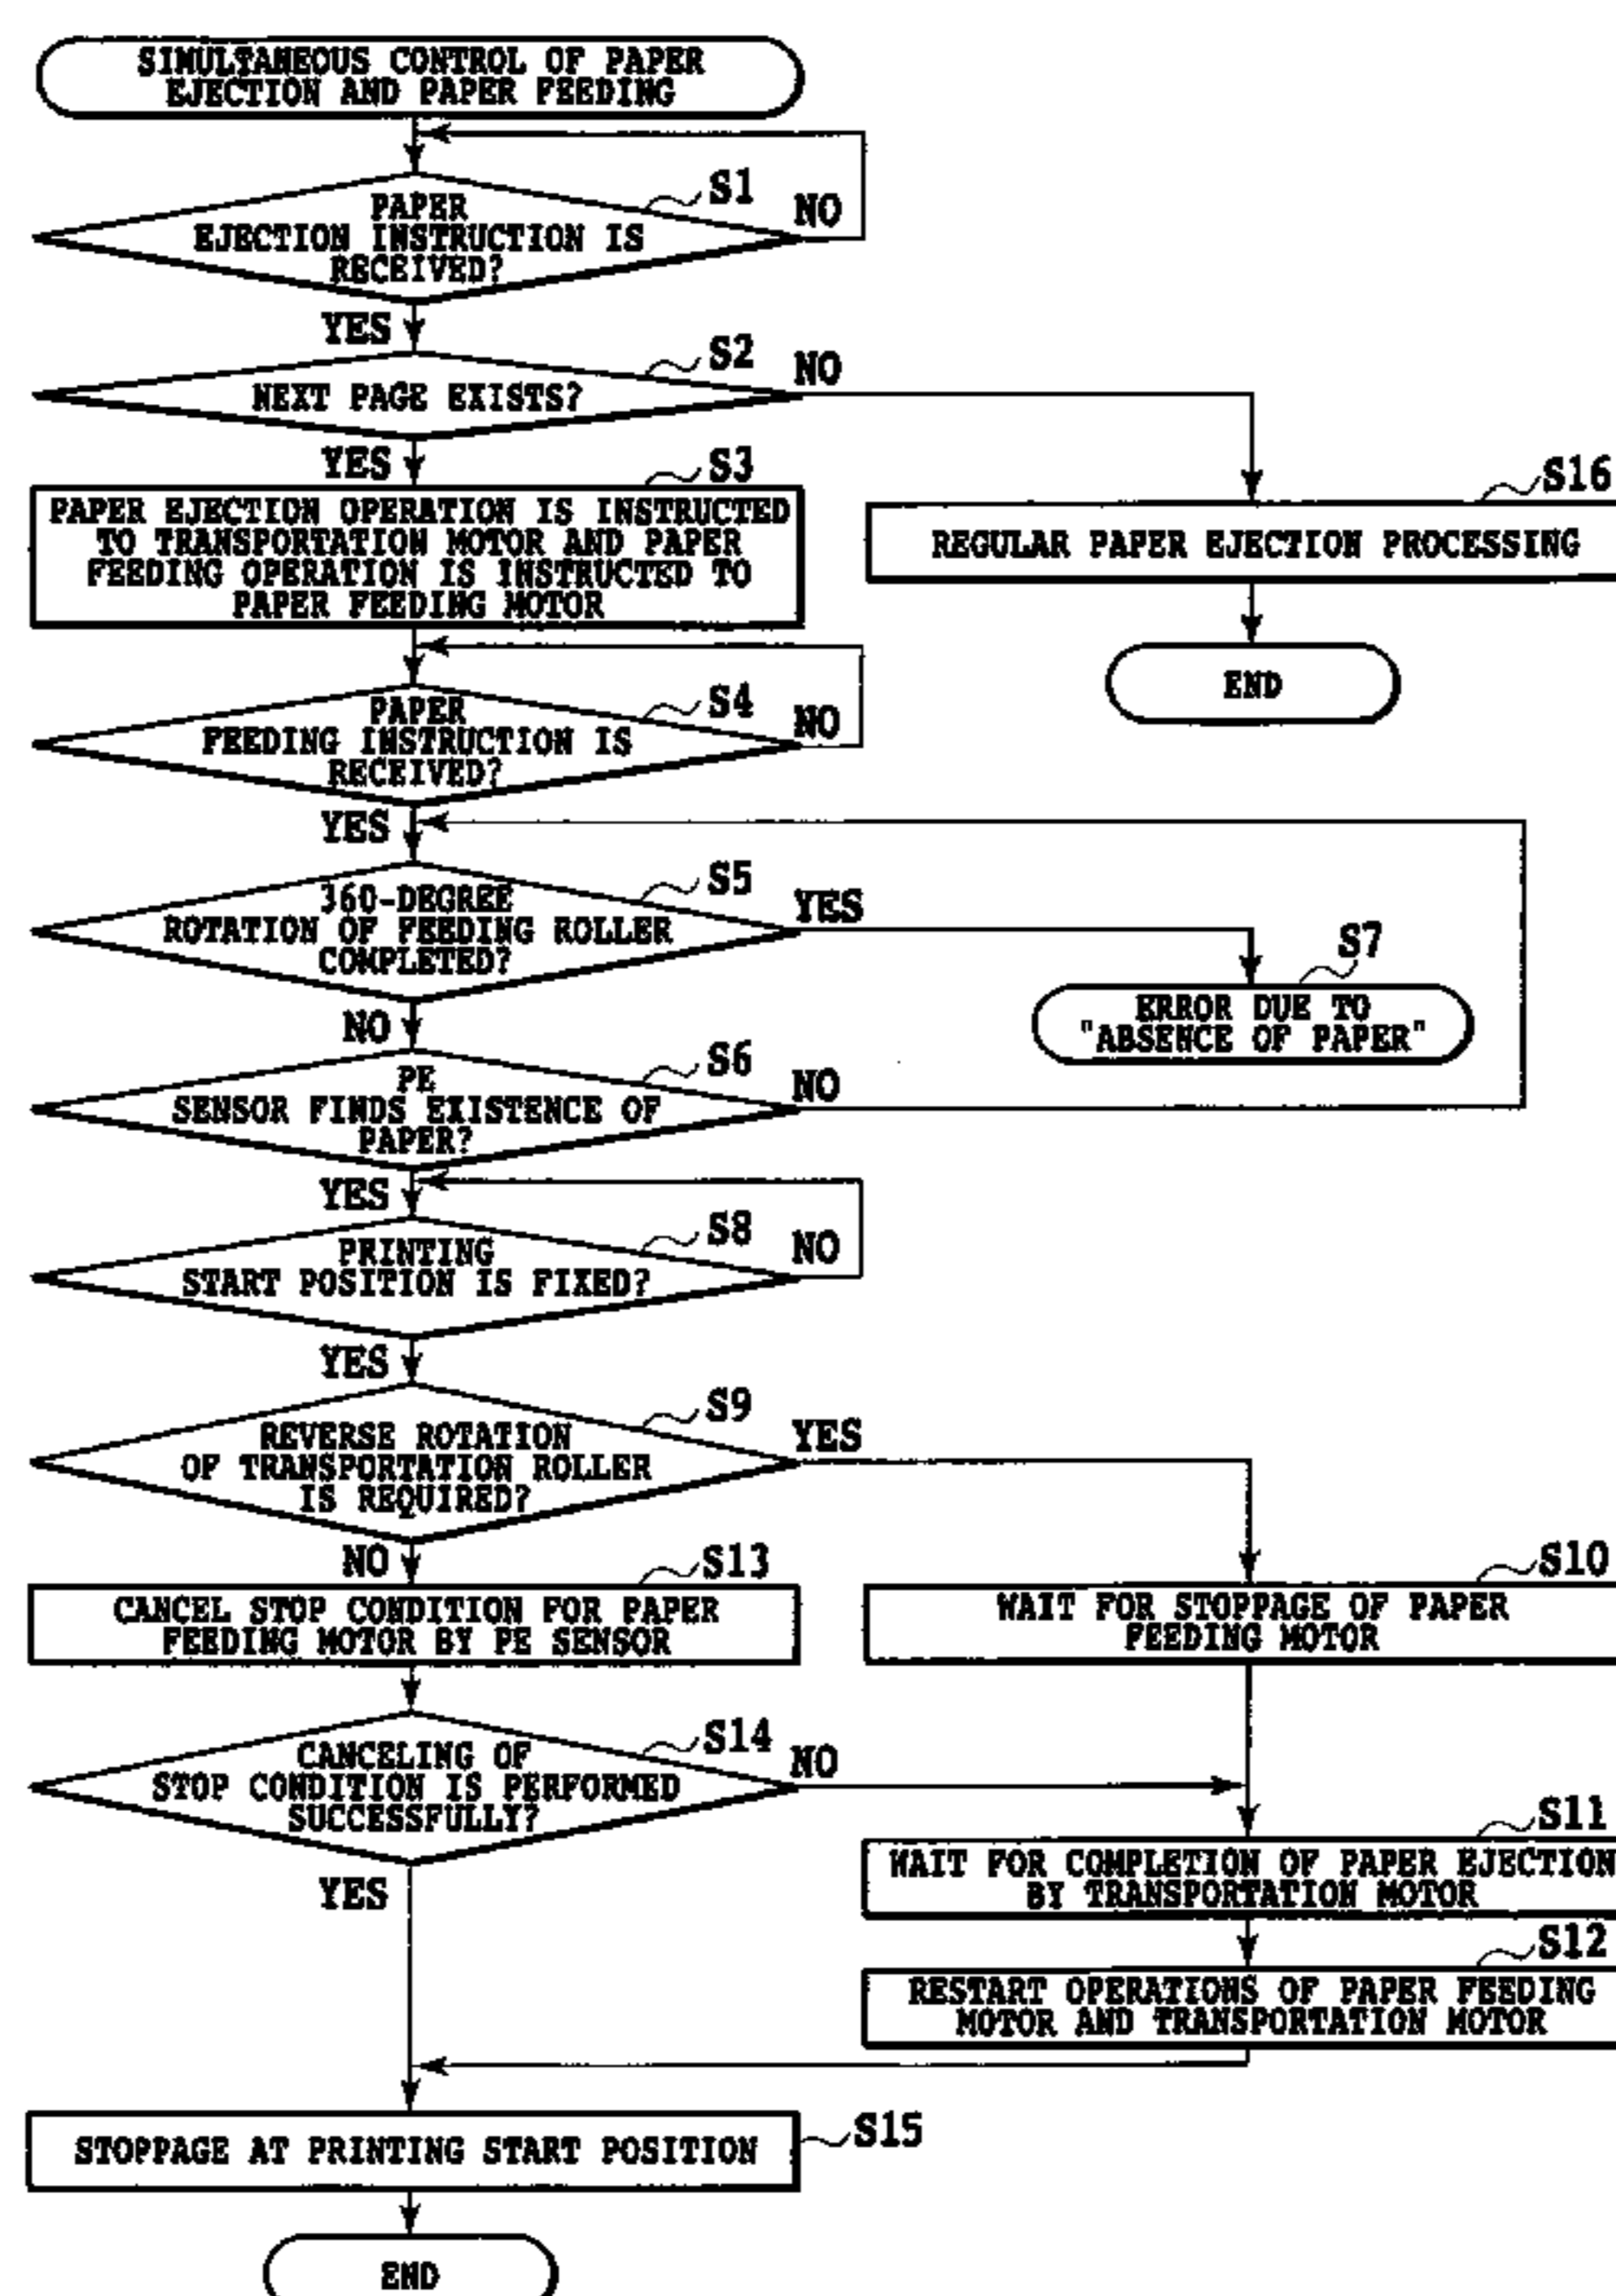 SIMULTANEOUS CONTROL OF PAPER
EJECTION AND PAPER FEEDING
S1
PAPER
EJECTION INSTRUCTION IS
RECEIVED?
NO
YES
S2
NEXT PAGE EXISTS?
NO
YES
S3
PAPER EJECTION OPERATION IS INSTRUCTED
TO TRANSPORTATION MOTOR AND PAPER
FEEDING OPERATION IS INSTRUCTED TO
PAPER FEEDING MOTOR
S16
REGULAR PAPER EJECTION PROCESSING
END
S4
PAPER
FEEDING INSTRUCTION IS
RECEIVED?
NO
YES
S5
360-DEGREE
ROTATION OF FEEDING ROLLER
COMPLETED?
YES
NO
S7
ERROR DUE TO
"ABSENCE OF PAPER"
S6
PE
SENSOR FINDS EXISTENCE OF
PAPER?
NO
YES
S8
PRINTING
START POSITION IS FIXED?
NO
YES
S9
REVERSE ROTATION
OF TRANSPORTATION ROLLER
IS REQUIRED?
YES
NO
S13
CANCEL STOP CONDITION FOR PAPER
FEEDING MOTOR BY PE SENSOR
S10
WAIT FOR STOPPAGE OF PAPER
FEEDING MOTOR
S14
CANCELING OF
STOP CONDITION IS PERFORMED
SUCCESSFULLY?
NO
YES
S11
WAIT FOR COMPLETION OF PAPER EJECTION
BY TRANSPORTATION MOTOR
S12
RESTART OPERATIONS OF PAPER FEEDING
MOTOR AND TRANSPORTATION MOTOR
S15
STOPPAGE AT PRINTING START POSITION
END